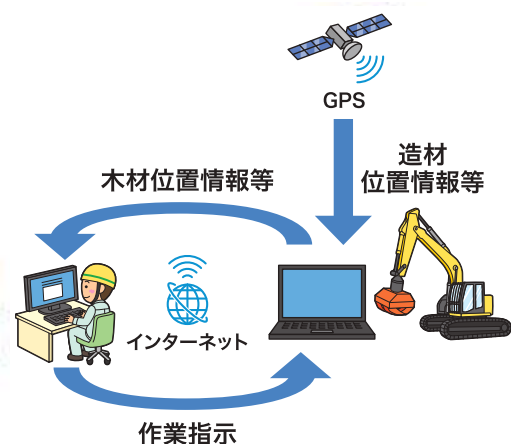 GPS
造材
位置情報等
木材位置情報等
インターネット
作業指示